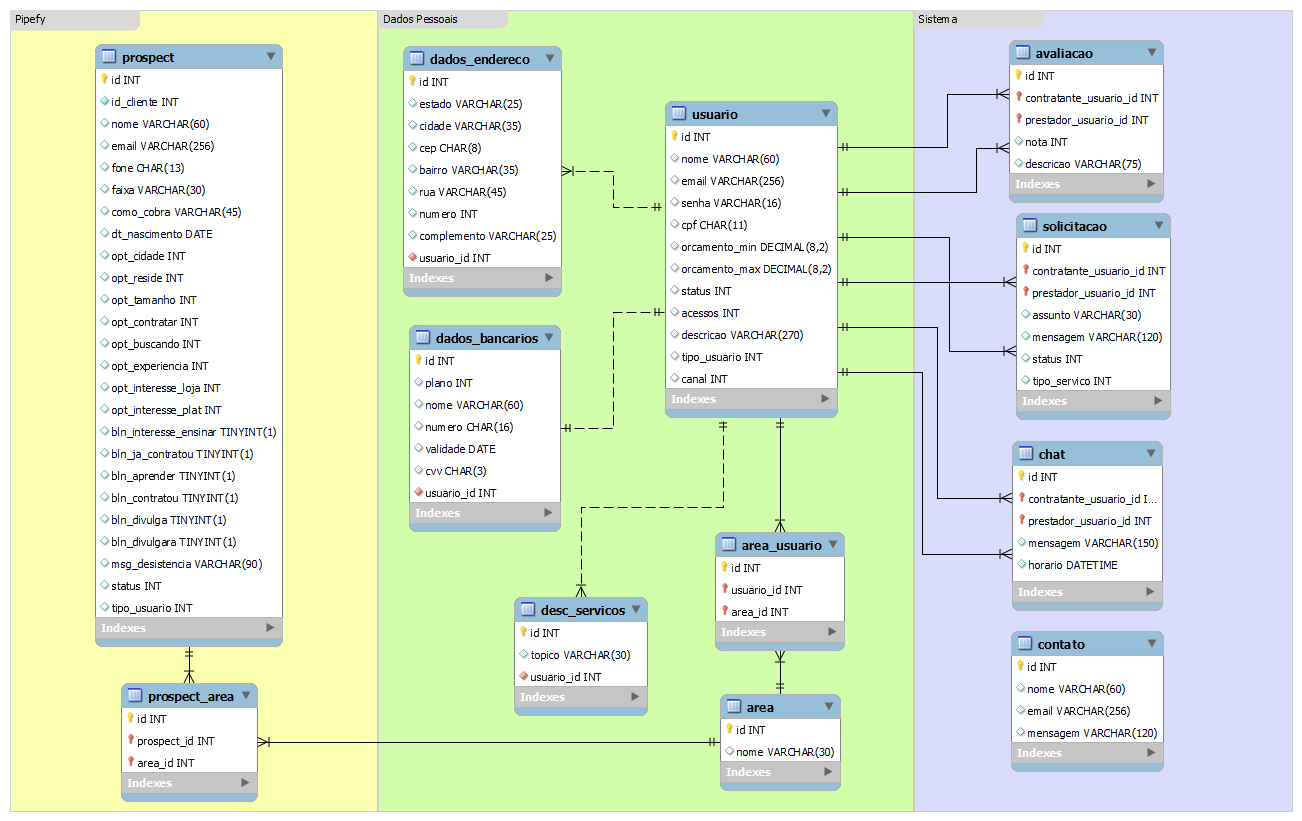 Pipefy
prospect
id INT
id_cliente INT
nome VARCHAR(60)
email VARCHAR(256)
fone CHAR(13)
faixa VARCHAR(30)
como_cobra VARCHAR(45)
dt_nascimento DATE
opt_cidade INT
opt_reside INT
opt_tamanho INT
opt_contratar INT
opt_buscando INT
opt_experiencia INT
opt_interesse_loja INT
opt_interesse_plat INT
bln_interesse_ensinar TINYINT(1)
bln_ja_contratou TINYINT(1)
bln_aprender TINYINT(1)
bln_contratou TINYINT(1)
bln_divulga TINYINT(1)
bln_divulgara TINYINT(1)
msg_desistencia VARCHAR(90)
status INT
tipo_usuario INT
Indexes
prospect_area
id INT
prospect_id INT
area_id INT
Indexes
Dados Pessoais
dados_endereco
id INT
estado VARCHAR(25)
cidade VARCHAR(35)
cep CHAR(8)
bairro VARCHAR(35)
rua VARCHAR(45)
numero INT
complemento VARCHAR(25)
usuario_id INT
Indexes
dados_bancarios
id INT
plano INT
nome VARCHAR(60)
numero CHAR(16)
validade DATE
cvv CHAR(3)
usuario_id INT
Indexes
desc_servicos
id INT
topico VARCHAR(30)
usuario_id INT
Indexes
usuario
id INT
nome VARCHAR(60)
email VARCHAR(256)
senha VARCHAR(16)
cpf CHAR(11)
orcamento_min DECIMAL(8,2)
orcamento_max DECIMAL(8,2)
status INT
acessos INT
descricao VARCHAR(270)
tipo_usuario INT
canal INT
Indexes
area_usuario
id INT
usuario_id INT
area_id INT
Indexes
area
id INT
nome VARCHAR(30)
Indexes
Sistema
avaliacao
id INT
contratante_usuario_id INT
prestador_usuario_id INT
nota INT
descricao VARCHAR(75)
Indexes
solicitacao
id INT
contratante_usuario_id INT
prestador_usuario_id INT
assunto VARCHAR(30)
mensagem VARCHAR(120)
status INT
tipo_servico INT
Indexes
chat
id INT
contratante_usuario_id I...
prestador_usuario_id INT
mensagem VARCHAR(150)
horario DATETIME
Indexes
contato
id INT
nome VARCHAR(60)
email VARCHAR(256)
mensagem VARCHAR(120)
Indexes